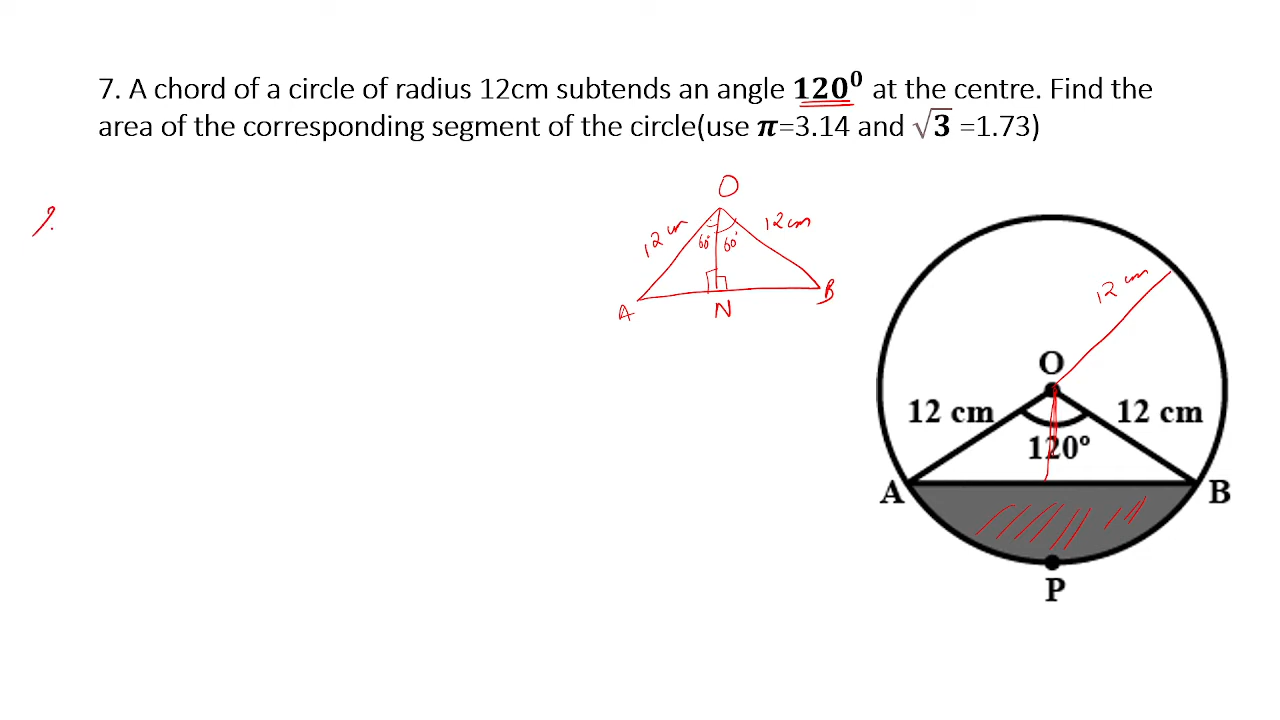 7. A chord of a circle of radius 12cm subtends an angle 120⁰ at the centre. Find the
area of the corresponding segment of the circle(use π=3.14 and √3 =1.73)
O
12 cm
12 cm
60°
60°
A
N
B
12 cm
O
12 cm
12 cm
120º
A
B
P